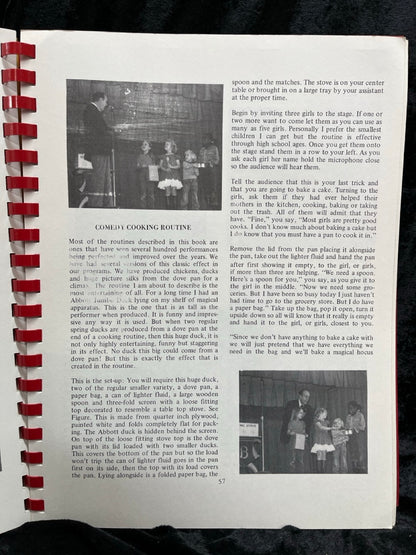 COMEDY COOKING ROUTINE
Most of the routines described in this book are
ones that have seen several hundred performances
being perfected and improved over the years. We
have had several versions of this classic effect in
our programs. We have produced chickens, ducks
and huge picture silks from the dove pan for a
climax. The routine I am about to describe is the
most entertaining of all. For a long time I had an
Abbott Jumbo Duck lying on my shelf of magical
apparatus. This is the one that is as tall as the
performer when produced. It is funny and impres-
sive any way it is used. But when two regular
spring ducks are produced from a dove pan at the
end of a cooking routine, then this huge duck, it is
not only highly entertaining, funny but staggering
in its effect. No duck this big could come from a
dove pan! But this is exactly the effect that is
created in the routine.
This is the set-up: You will require this huge duck,
two of the regular smaller variety, a dove pan, a
paper bag, a can of lighter fluid, a large wooden
spoon and three-fold screen with a loose fitting
top decorated to resemble a table top stove. See
Figure. This is made from quarter inch plywood,
painted white and folds completely flat for pack-
ing. The Abbott duck is hidden behind the screen.
On top of the loose fitting stove top is the dove
pan with its lid loaded with two smaller ducks.
This covers the bottom of the pan but so the load
won't trip the can of lighter fluid goes in the pan
first on its side, then the top with its load covers
the pan. Lying alongside is a folded paper bag, the
spoon and the matches. The stove is on your center
table or brought in on a large tray by your assistant
at the proper time.
Begin by inviting three girls to the stage. If one or
two more want to come let them as you can use as
many as five girls. Personally I prefer the smallest
children I can get but the routine is effective
through high school ages. Once you get them onto
the stage stand them in a row to your left. As you
ask each girl her name hold the microphone close
so the audience will hear them.
Tell the audience that this is your last trick and
that you are going to bake a cake. Turning to the
girls, ask them if they had ever helped their
mothers in the kitchen, cooking, baking or taking
out the trash. All of them will admit that they
have. "Fine," you say, "Most girls are pretty good
cooks. I don't know much about baking a cake but
I do know that you must have a pan to cook it in."
Remove the lid from the pan placing it alongside
the pan, take out the lighter fluid and hand the pan
after first showing it empty, to the girl, or girls,
if more than three are helping. "We need a spoon.
Here's a spoon for you," you say, as you give it to
the girl in the middle. "Now we need some gro-
ceries. But I have been so busy today I just haven't
had time to go to the grocery store. But I do have
a paper bag." Take up the bag, pop it open, turn it
upside down so all will know that it really is empty
and hand it to the girl, or girls, closest to you.
"Since we don't have anything to bake a cake with
we will just pretend that we have everything we
need in the bag and we'll bake a magical hocus
57